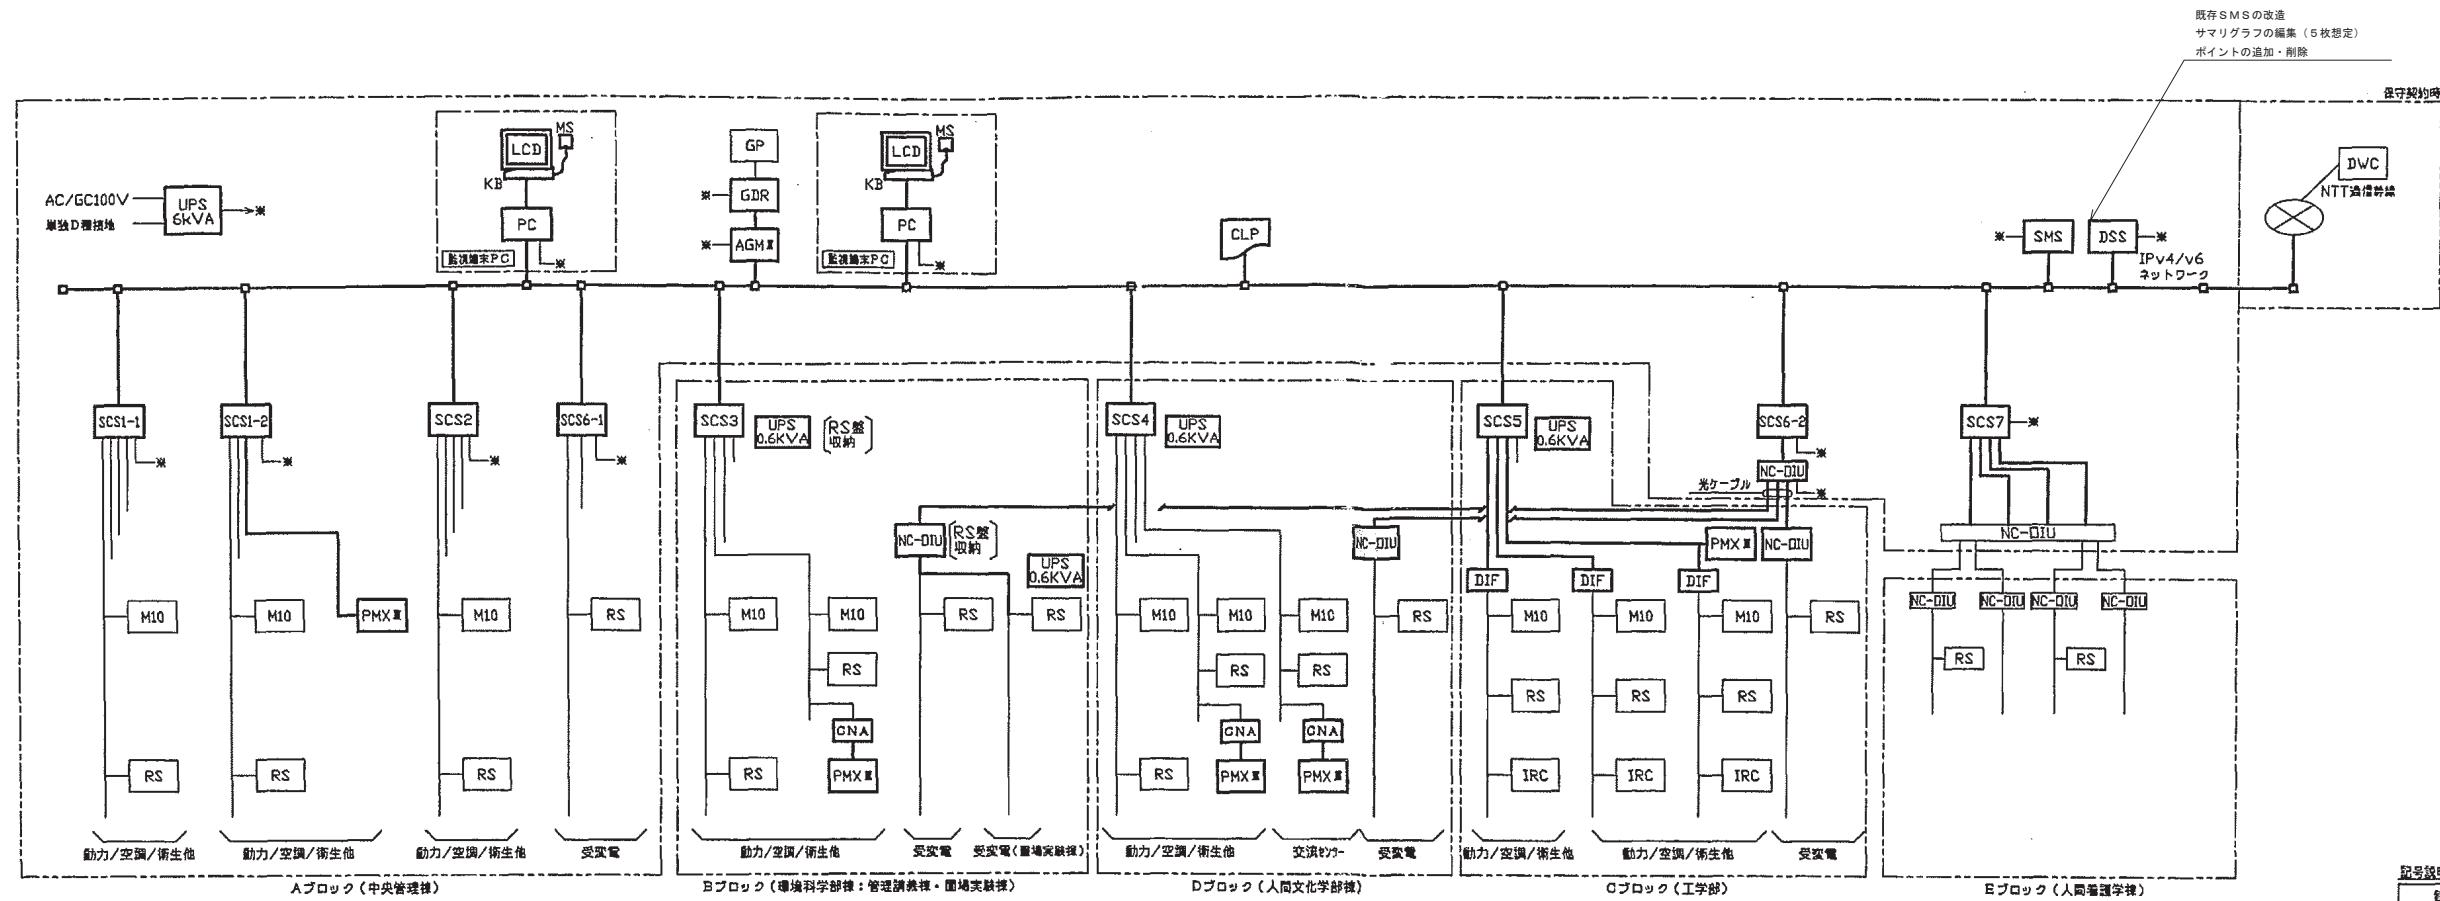 既存SMSの改造
サマリグラフの編集（5枚想定）
ポイントの追加・削除
保守契約時
LCD
MS
KB
PC
監視端末PC
GP
※
GDR
※
AGMⅡ
LCD
MS
KB
PC
監視端末PC
AC/GC100V
単独D種接地
UPS
6kVA
※
※
※
CLP
※
SMS
DSS
※
IPv4/v6
ネットワーク
DWC
NTT通信幹線
SCS1-1
※
SCS1-2
※
SCS2
※
SCS6-1
※
SCS3
UPS
0.6KVA
RS盤
収納
SCS4
UPS
0.6KVA
SCS5
UPS
0.6KVA
SCS6-2
※
NC-DIU
※
光ケーブル
SCS7
※
NC-DIU
NC-DIU
RS盤
収納
UPS
0.6KVA
NC-DIU
PMXⅢ
NC-DIU
DIF
DIF
DIF
M10
M10
PMXⅢ
M10
RS
M10
M10
RS
RS
M10
M10
M10
RS
M10
M10
M10
RS
NC-DIU
NC-DIU
NC-DIU
NC-DIU
RS
RS
RS
RS
RS
RS
RS
RS
CNA
CNA
CNA
RS
RS
RS
RS
PMXⅢ
RS
PMXⅢ
PMXⅢ
IRC
IRC
IRC
動力/空調/衛生他
動力/空調/衛生他
動力/空調/衛生他
受変電
動力/空調/衛生他
受変電
受変電(圃場実験棟)
動力/空調/衛生他
交流センター
受変電
動力/空調/衛生他
動力/空調/衛生他
受変電
Aブロック（中央管理棟）
Bブロック（環境科学部棟：管理講義棟・圃場実験棟）
Dブロック（人間文化学部棟）
Cブロック（工学部）
Eブロック（人間看護学棟）
記号説明